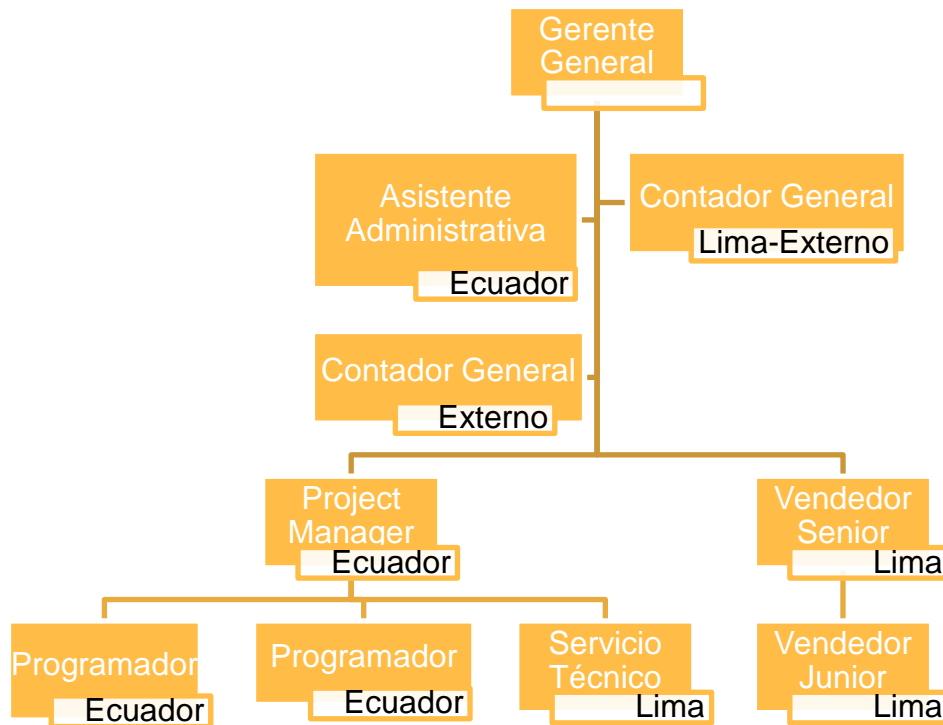 Gerente
General
Asistente
Administrativa
Ecuador
Contador General
Lima-Externo
Contador General
Externo
Project
Manager
Ecuador
Vendedor
Senior
Lima
Programador
Ecuador
Programador
Ecuador
Servicio
Técnico
Lima
Vendedor
Junior
Lima